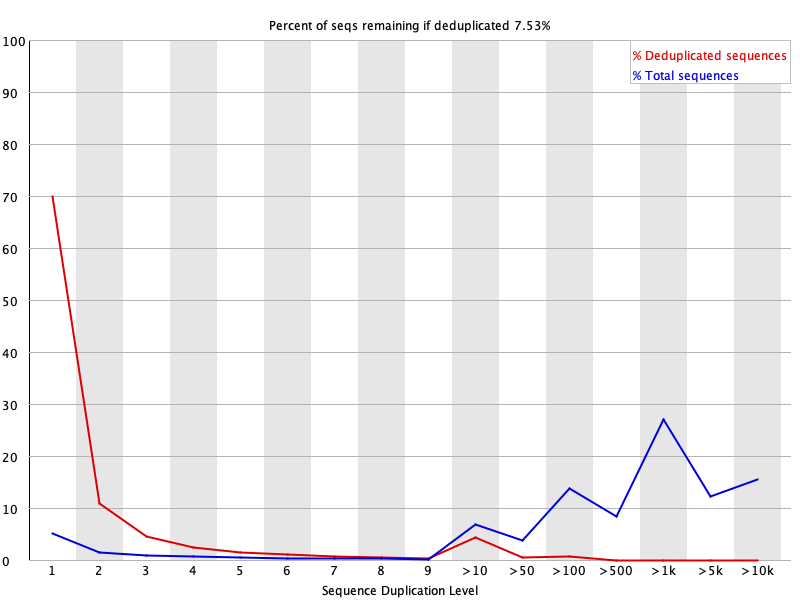 Percent of seqs remaining if deduplicated 7.53%
% Deduplicated sequences
% Total sequences
100
90
80
70
60
50
40
30
20
10
0
1 2 3 4 5 6 7 8 9 >10 >50 >100 >500 >1k >5k >10k
Sequence Duplication Level